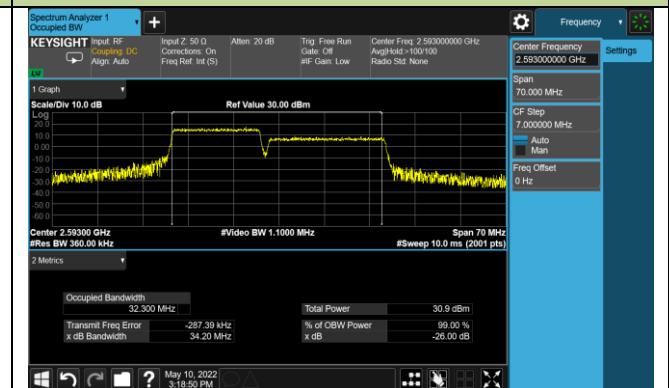 Spectrum Analyzer 1
Occupied BW
Frequency
KEYSIGHT
Input: RF
Coupling: DC
Align: Auto
Input Z: 50 Ω
Corrections: On
Freq Ref: Int (S)
Atten: 20 dB
Trig: Free Run
Gate: Off
#IF Gain: Low
Center Freq: 2.593000000 GHz
Avg|Hold:>100/100
Radio Std: None
Center Frequency
2.593000000 GHz
Settings
Span
70.000 MHz
CF Step
7.000000 MHz
Auto
Man
Freq Offset
0 Hz
1 Graph
Scale/Div 10.0 dB
Ref Value 30.00 dBm
Log
20.0
10.0
0.00
-10.0
-20.0
-30.0
-40.0
-50.0
-60.0
Center 2.59300 GHz
#Video BW 1.1000 MHz
Span 70 MHz
#Res BW 360.00 kHz
#Sweep 10.0 ms (2001 pts)
2 Metrics
Occupied Bandwidth
32.300 MHz
Total Power
30.9 dBm
Transmit Freq Error
-287.39 kHz
% of OBW Power
99.00 %
x dB Bandwidth
34.20 MHz
x dB
-26.00 dB
May 10, 2022
3:18:50 PM